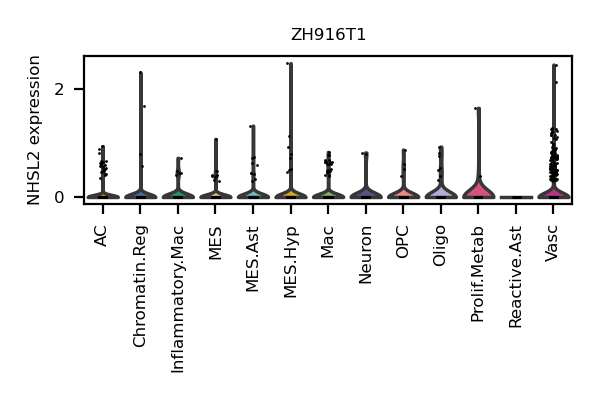 ZH916T1
NHSL2 expression
2
0
AC
Chromatin.Reg
Inflammatory.Mac
MES
MES.Ast
MES.Hyp
Mac
Neuron
OPC
Oligo
Prolif.Metab
Reactive.Ast
Vasc